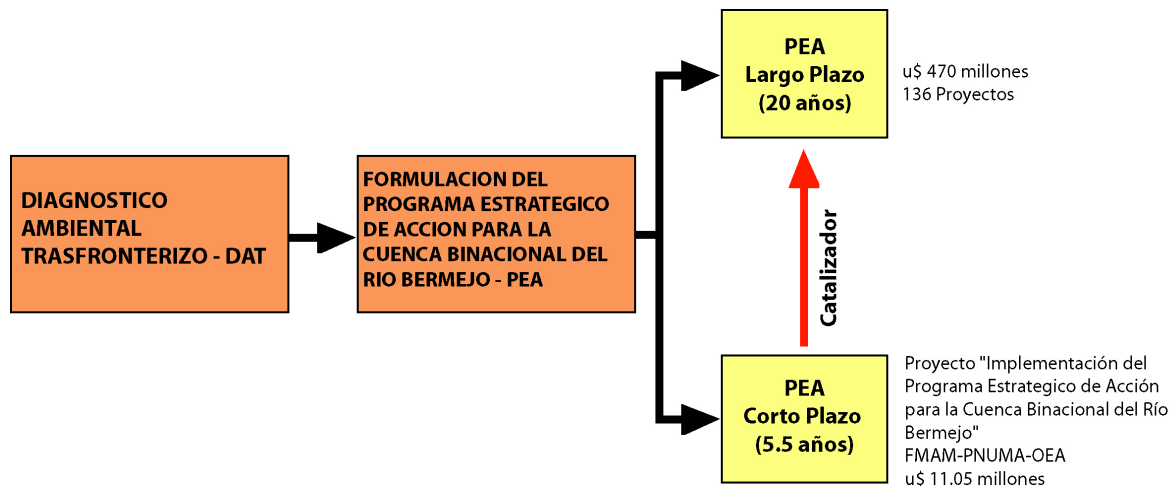 DIAGNOSTICO
AMBIENTAL
TRASFRONTERIZO - DAT
FORMULACION DEL
PROGRAMA ESTRATEGICO
DE ACCION PARA LA
CUENCA BINACIONAL DEL
RIO BERMEJO - PEA
PEA
Largo Plazo
(20 años)
u$ 470 millones
136 Proyectos
Catalizador
PEA
Corto Plazo
(5.5 años)
Proyecto "Implementación del
Programa Estrategico de Acción
para la Cuenca Binacional del Río
Bermejo"
FMAM-PNUMA-OEA
u$ 11.05 millones